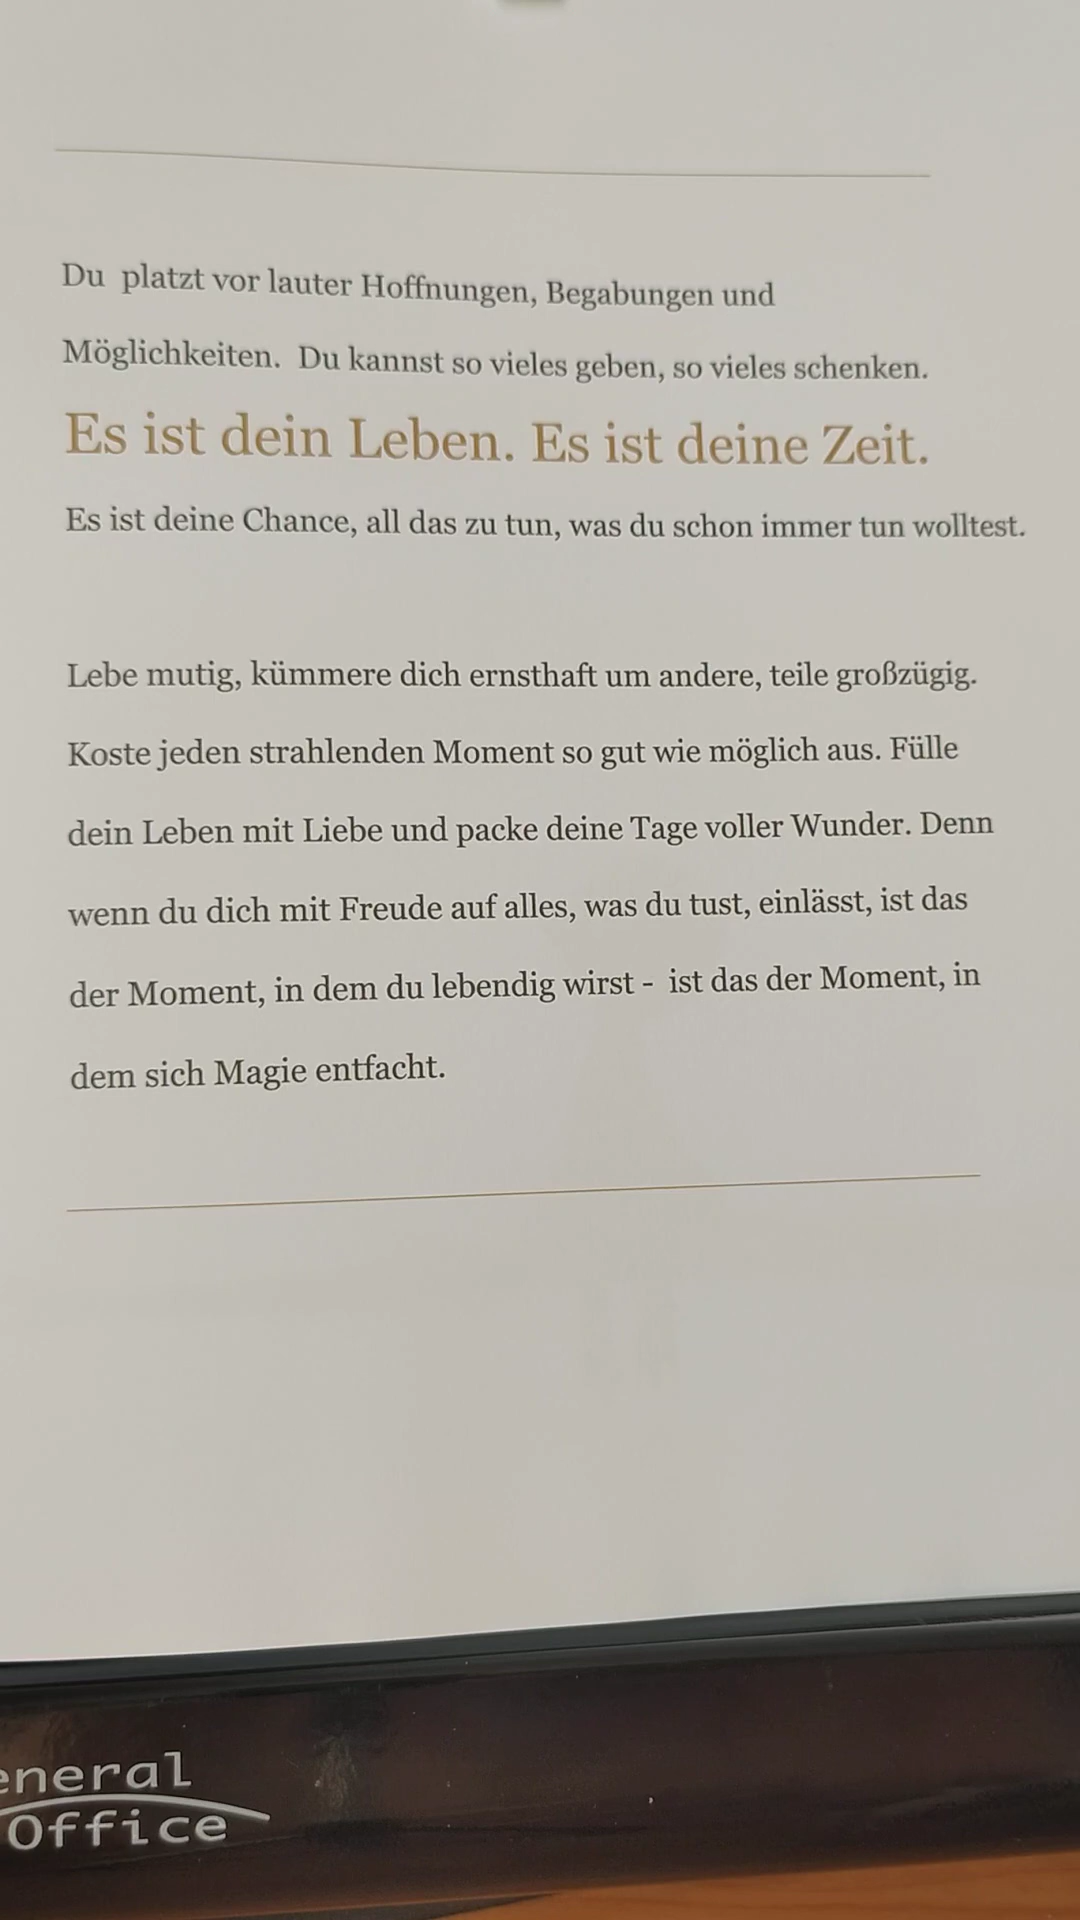 Du platzt vor lauter Hoffnungen, Begabungen und
Möglichkeiten. Du kannst so vieles geben, so vieles schenken.
Es ist dein Leben. Es ist deine Zeit.
Es ist deine Chance, all das zu tun, was du schon immer tun wolltest.
Lebe mutig, kümmere dich ernsthaft um andere, teile großzügig.
Koste jeden strahlenden Moment so gut wie möglich aus. Fülle
dein Leben mit Liebe und packe deine Tage voller Wunder. Denn
wenn du dich mit Freude auf alles, was du tust, einlässt, ist das
der Moment, in dem du lebendig wirst - ist das der Moment, in
dem sich Magie entfacht.
eneral
Office